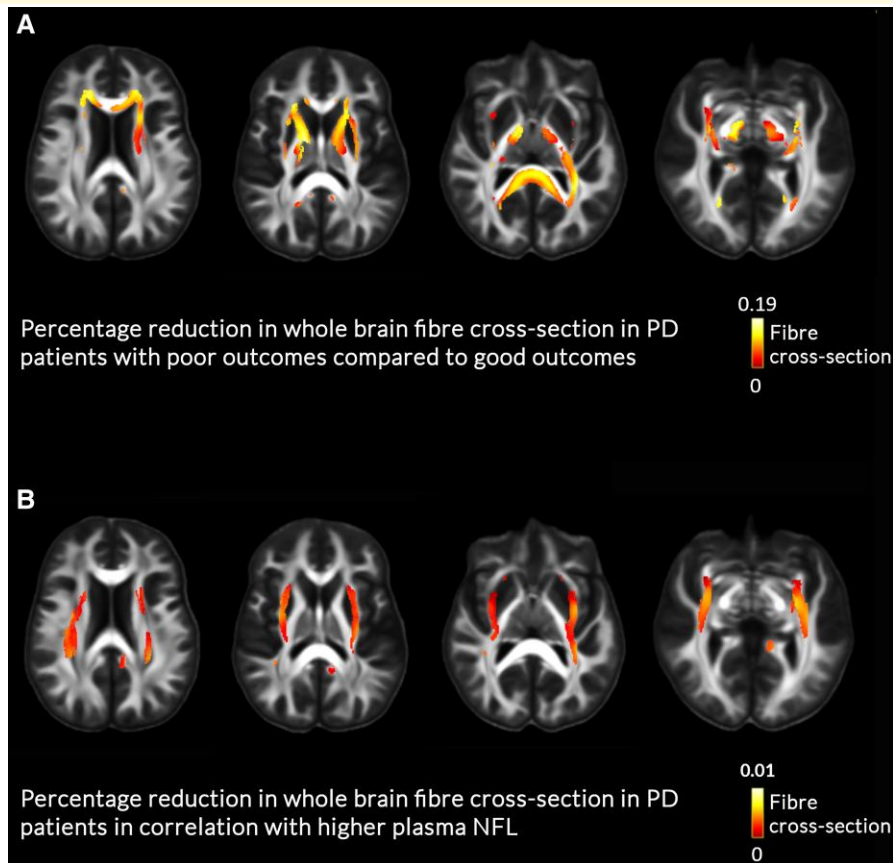 A
Percentage reduction in whole brain fibre cross-section in PD
patients with poor outcomes compared to good outcomes
0.19
Fibre
cross-section
0
B
Percentage reduction in whole brain fibre cross-section in PD
patients in correlation with higher plasma NFL
0.01
Fibre
cross-section
0